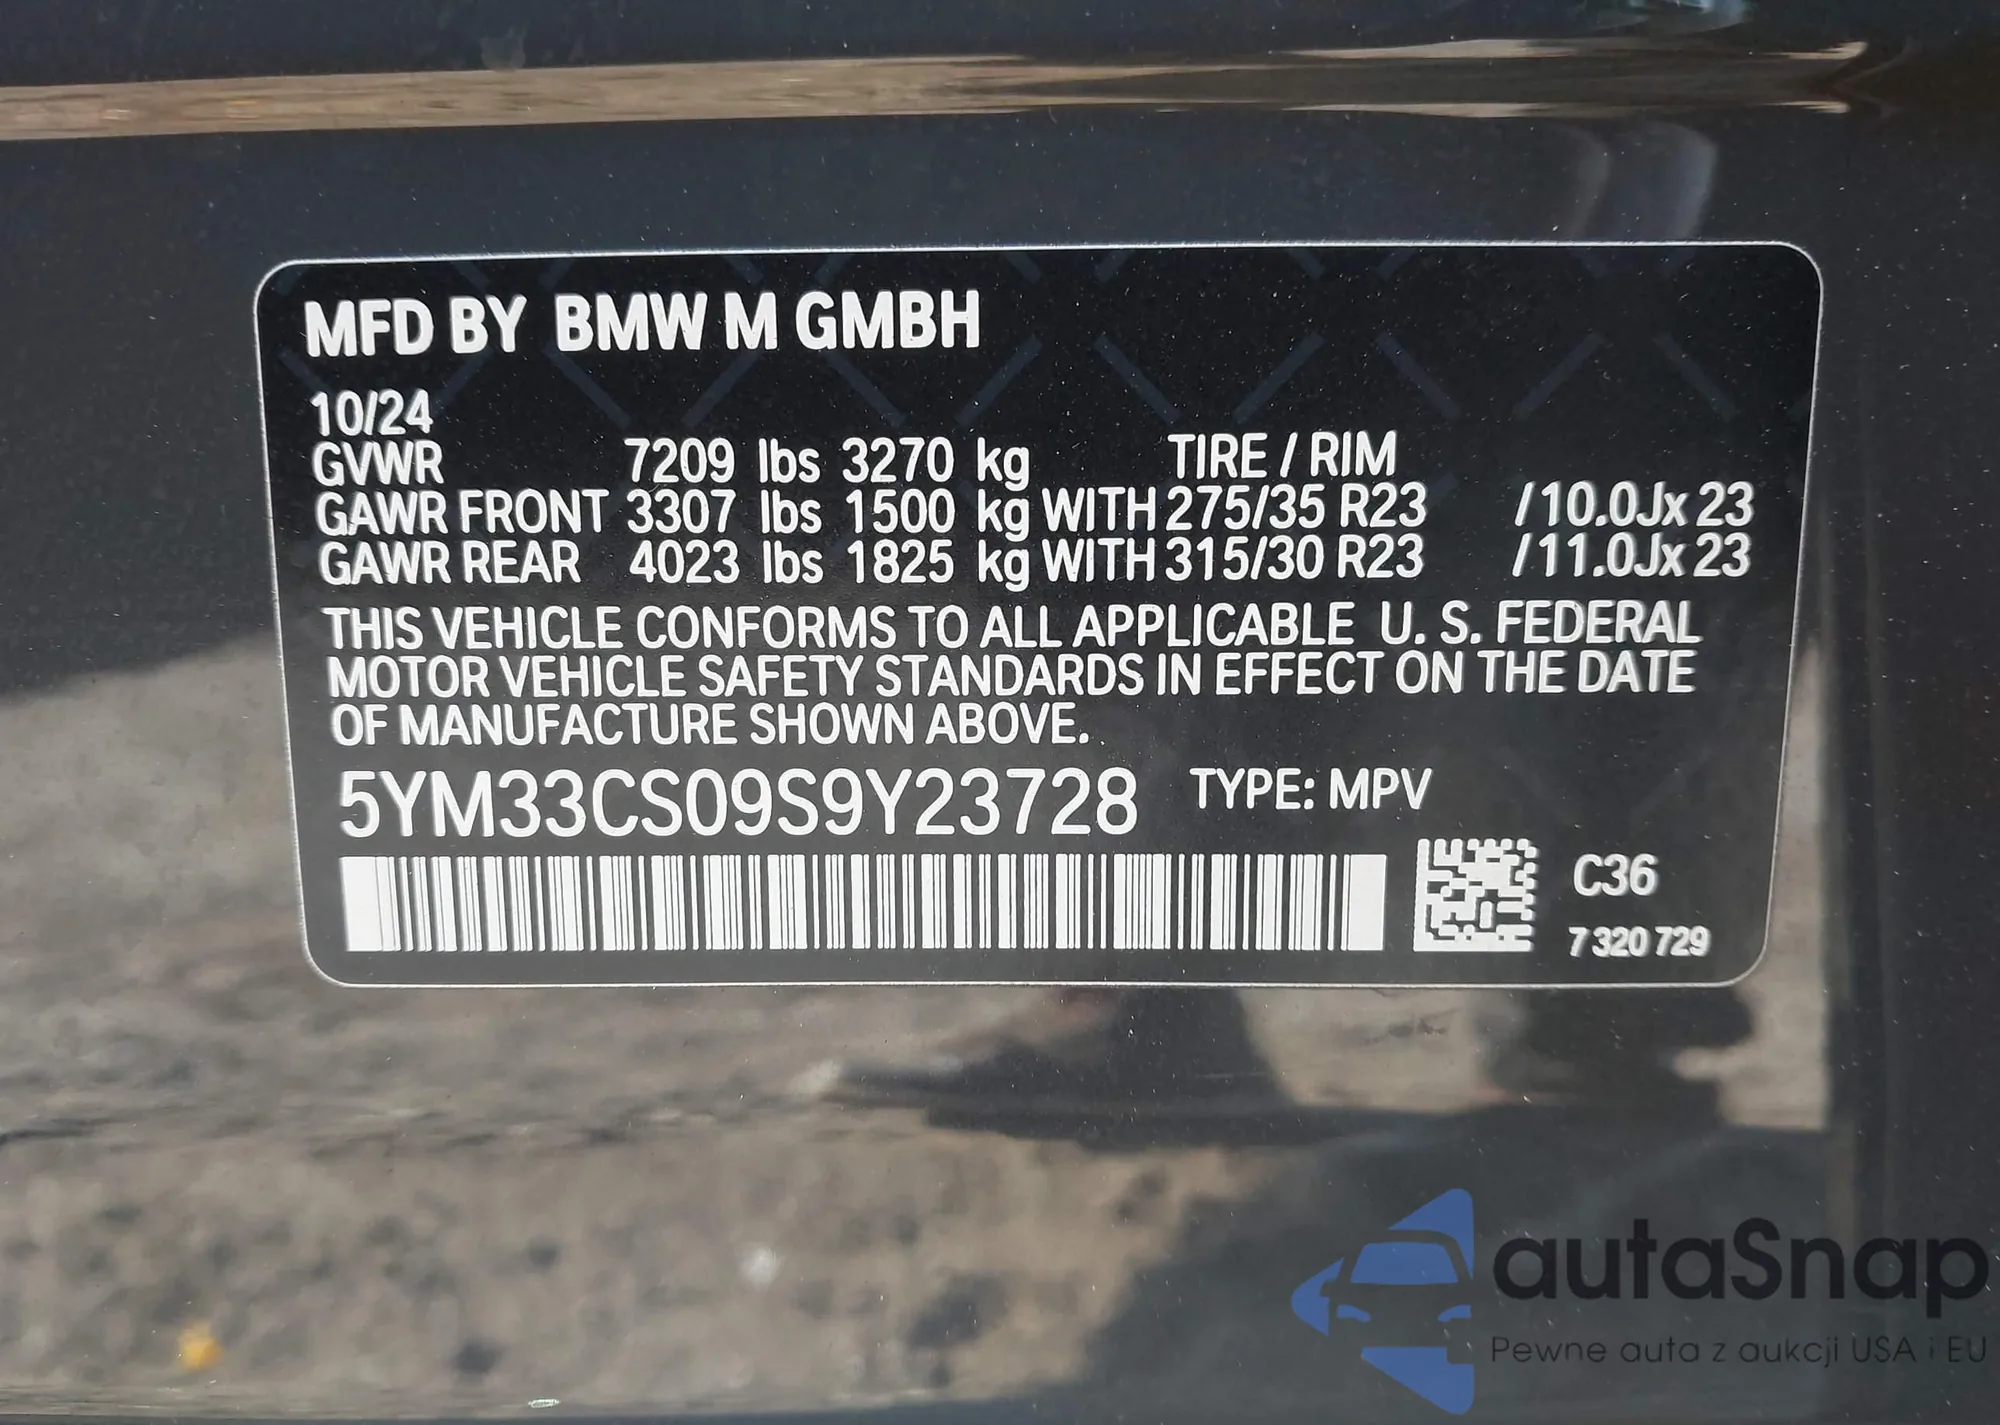 MFD BY BMW M GMBH
10/24
GVWR 7209 lbs 3270 kg TIRE / RIM
GAWR FRONT 3307 lbs 1500 kg WITH 275/35 R23 /10.0Jx 23
GAWR REAR 4023 lbs 1825 kg WITH 315/30 R23 /11.0Jx 23
THIS VEHICLE CONFORMS TO ALL APPLICABLE U. S. FEDERAL
MOTOR VEHICLE SAFETY STANDARDS IN EFFECT ON THE DATE
OF MANUFACTURE SHOWN ABOVE.
5YM33CS09S9Y23728 TYPE: MPV
C36
7 320 729
autaSnap
Pewne auta z aukcji USA i EU